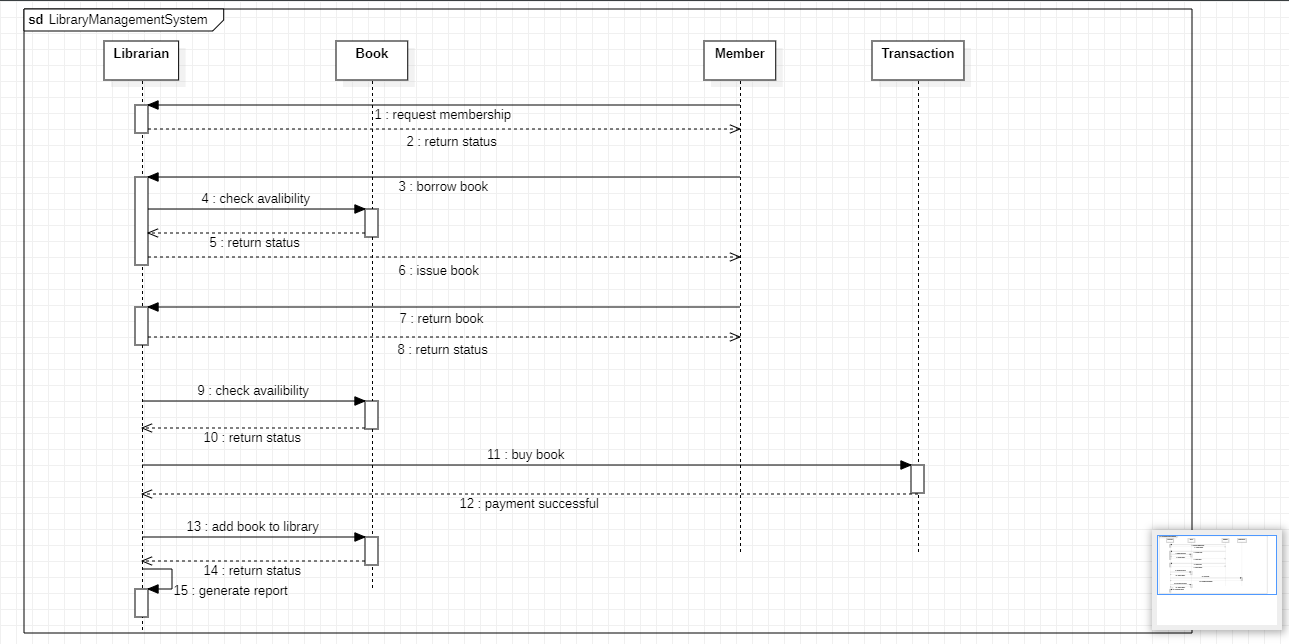 sd LibraryManagementSystem
Librarian
Book
Member
Transaction
1 : request membership
2 : return status
3 : borrow book
4 : check avalibility
5 : return status
6 : issue book
7 : return book
8 : return status
9 : check availibility
10 : return status
11 : buy book
12 : payment successful
13 : add book to library
14 : return status
15 : generate report